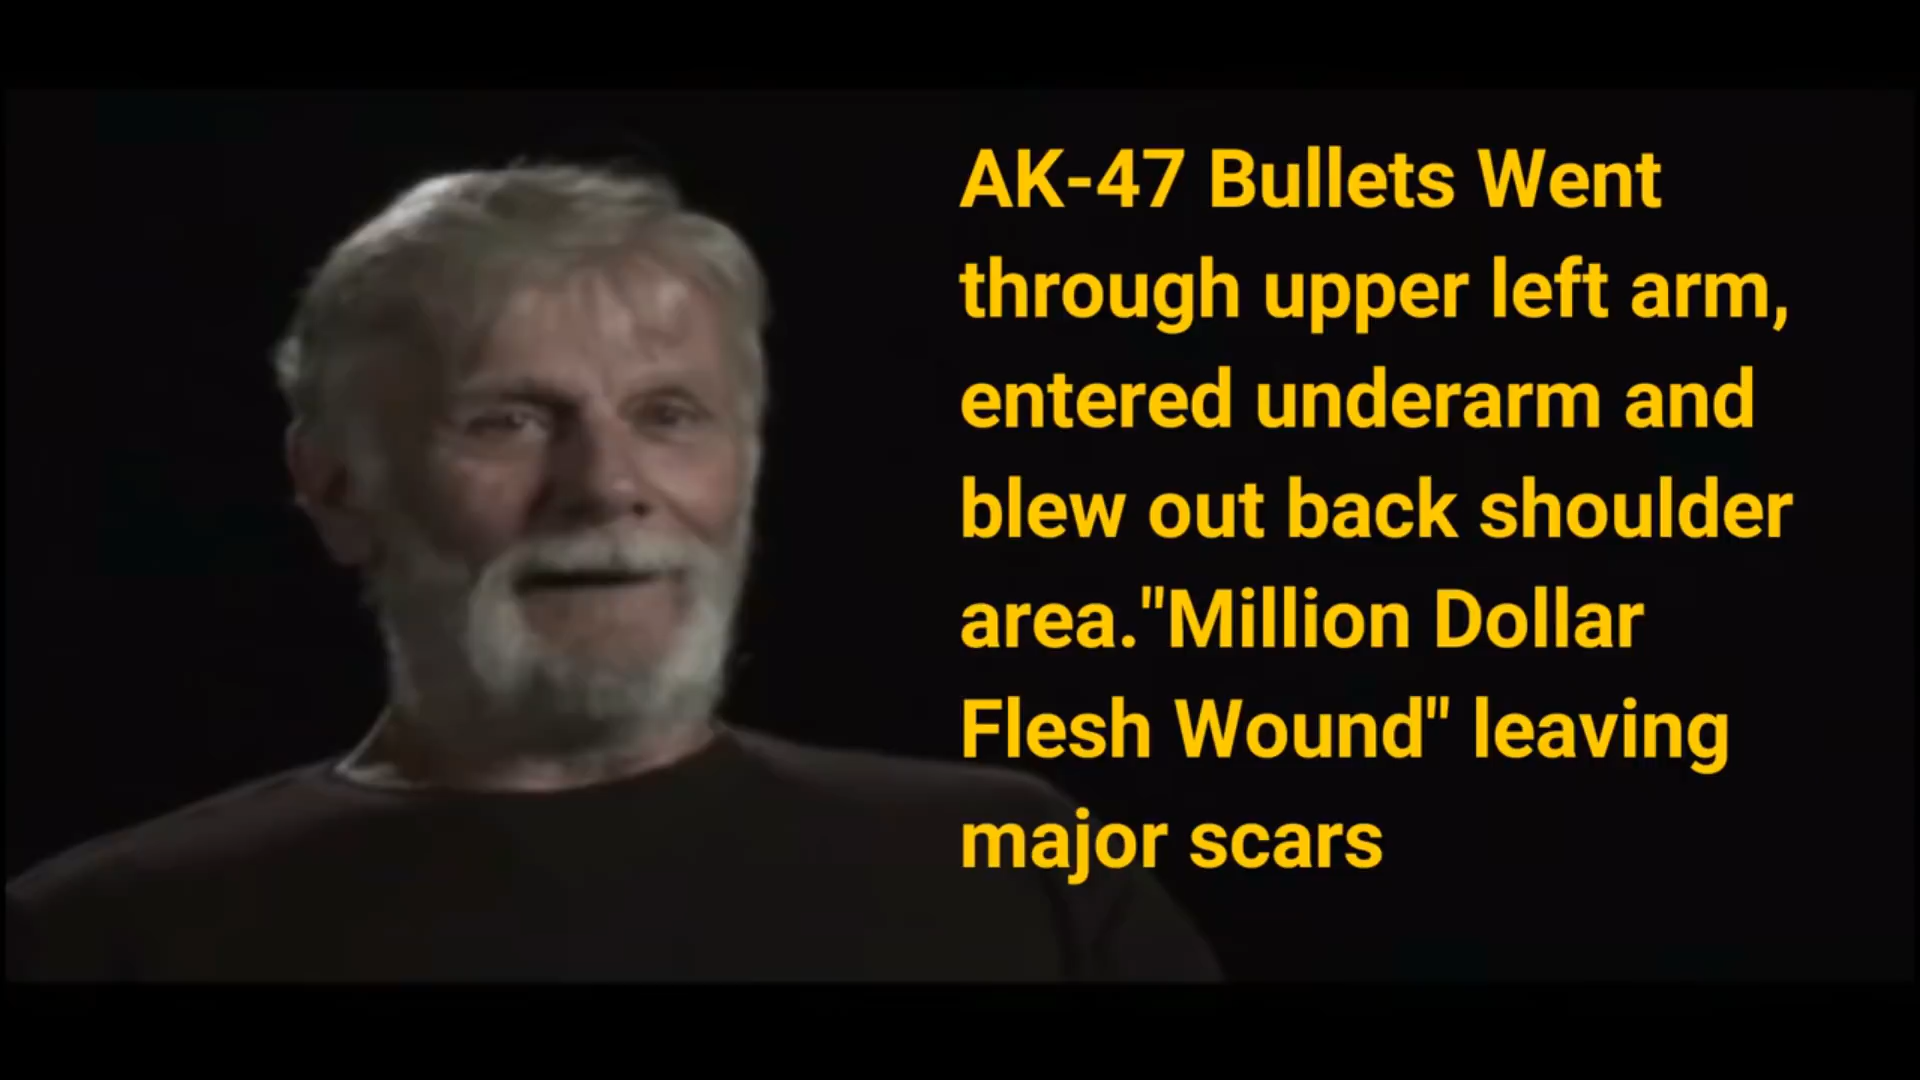 AK-47 Bullets Went
through upper left arm,
entered underarm and
blew out back shoulder
area."Million Dollar
Flesh Wound" leaving
major scars